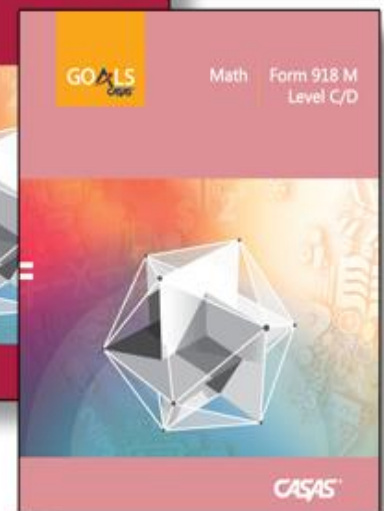 GOALS
CASAS
Math | Form 918 M
Level C/D
CASAS